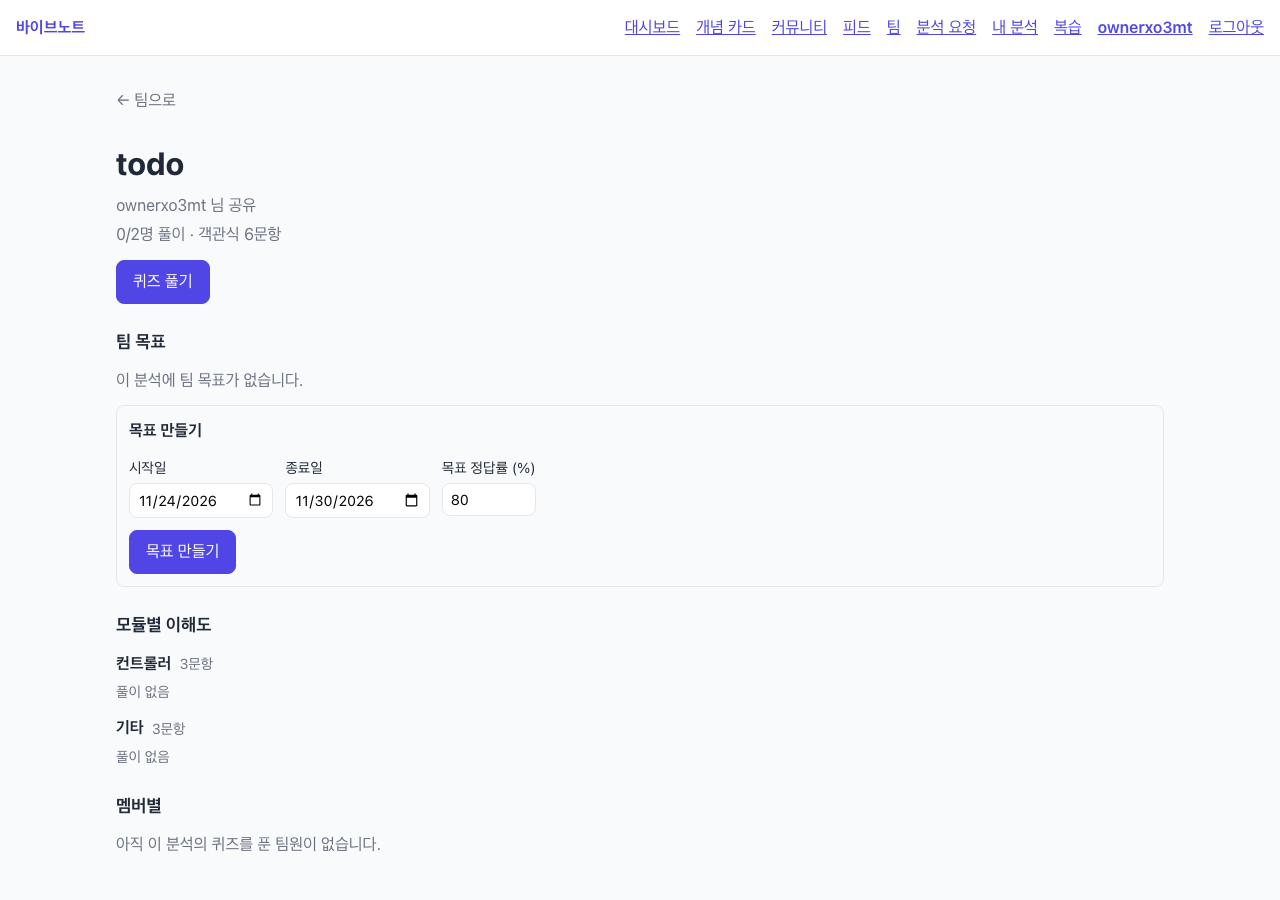 바이브노트 대시보드 개념 카드 커뮤니티 피드 팀 분석 요청 내 분석 복습 ownerxo3mt 로그아웃
← 팀으로
todo
ownerxo3mt 님 공유
0/2명 풀이 · 객관식 6문항
퀴즈 풀기
팀 목표
이 분석에 팀 목표가 없습니다.
목표 만들기
시작일 종료일 목표 정답률 (%)
11/24/2026 11/30/2026 80
목표 만들기
모듈별 이해도
컨트롤러 3문항
풀이 없음
기타 3문항
풀이 없음
멤버별
아직 이 분석의 퀴즈를 푼 팀원이 없습니다.